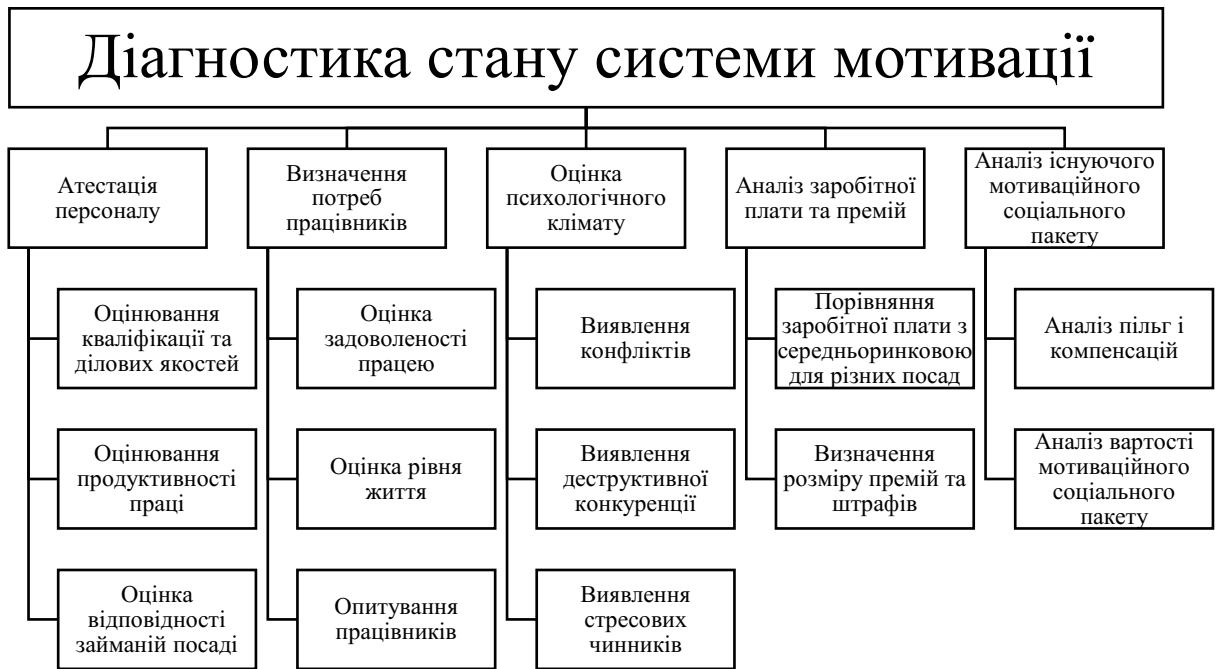 Діагностика стану системи мотивації
Атестація
персоналу
Оцінювання
кваліфікації та
ділових якостей
Оцінювання
продуктивності
праці
Оцінка
відповідності
займаній посаді
Визначення
потреб
працівників
Оцінка
задоволеності
працею
Оцінка рівня
життя
Опитування
працівників
Оцінка
психологічного
клімату
Виявлення
конфліктів
Виявлення
деструктивної
конкуренції
Виявлення
стресових
чинників
Аналіз заробітної
плати та премій
Порівняння
заробітної плати з
середньоринковою
для різних посад
Визначення
розміру премій та
штрафів
Аналіз існуючого
мотиваційного
соціального
пакету
Аналіз пільг і
компенсацій
Аналіз вартості
мотиваційного
соціального
пакету